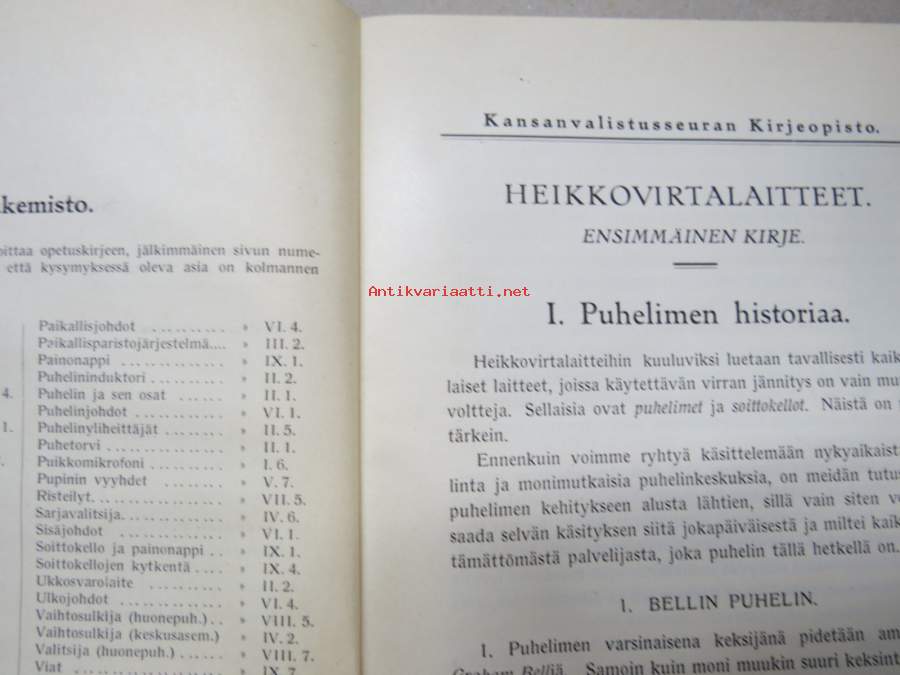 kemisto.
oittaa opetuskirjeen, jälkimmäinen sivun nume-
että kysymyksessä oleva asia on kolmannen
Paikallisjohdot .......... » VI. 4.
Paikallisparistojärjestelmä.... » III. 2.
Painonappi .......... » IX. 1.
Puhelininduktori .......... » II. 2.
4. Puhelin ja sen osat ...... » II. 1.
Puhelinjohdot .......... » VI. 1.
1. Puhelinyliheittäjät ........ » II. 5.
Puhetorvi .......... » II. 1.
Puikkomikrofoni .......... » I. 6.
Pupinin vyyhdet ........ » V. 7.
Risteilyt.............. » VII. 5.
Sarjavalitsija............ » IV. 6.
Sisäjohdot ............ » VI. 1.
Soittokello ja painonappi .. » IX. 1.
Soittokellojen kytkentä .... » IX. 4.
Ukkosvarolaite .......... » II. 2.
Ulkojohdot ............ » VI. 4.
Vaihtosulkija (huonepuh.).. » VIII. 5.
Vaihtosulkija (keskusasem.) » IV. 2.
Valitsija (huonepuh.) ...... » VIII. 7.
Viat .............. » IX. 7.
Kansanvalistusseuran Kirjeopisto.
HEIKKOVIRTALAITTEET.
ENSIMMÄINEN KIRJE.
Antikvariaatti.net
I. Puhelimen historiaa.
Heikkovirtalaitteihin kuuluviksi luetaan tavallisesti kaik
laiset laitteet, joissa käytettävän virran jännitys on vain mu
voltteja. Sellaisia ovat puhelimet ja soittokellot. Näistä on
tärkein.
Ennenkuin voimme ryhtyä käsittelemään nykyaikaist
linta ja monimutkaisia puhelinkeskuksia, on meidän tutus
puhelimen kehitykseen alusta lähtien, sillä vain siten vo
saada selvän käsityksen siitä jokapäiväisestä ja miltei kaik
tämättömästä palvelijasta, joka puhelin tällä hetkellä on.
1. BELLIN PUHELIN.
1. Puhelimen varsinaisena keksijänä pidetään am
Graham Belliä. Samoin kuin moni muukin suuri keksint